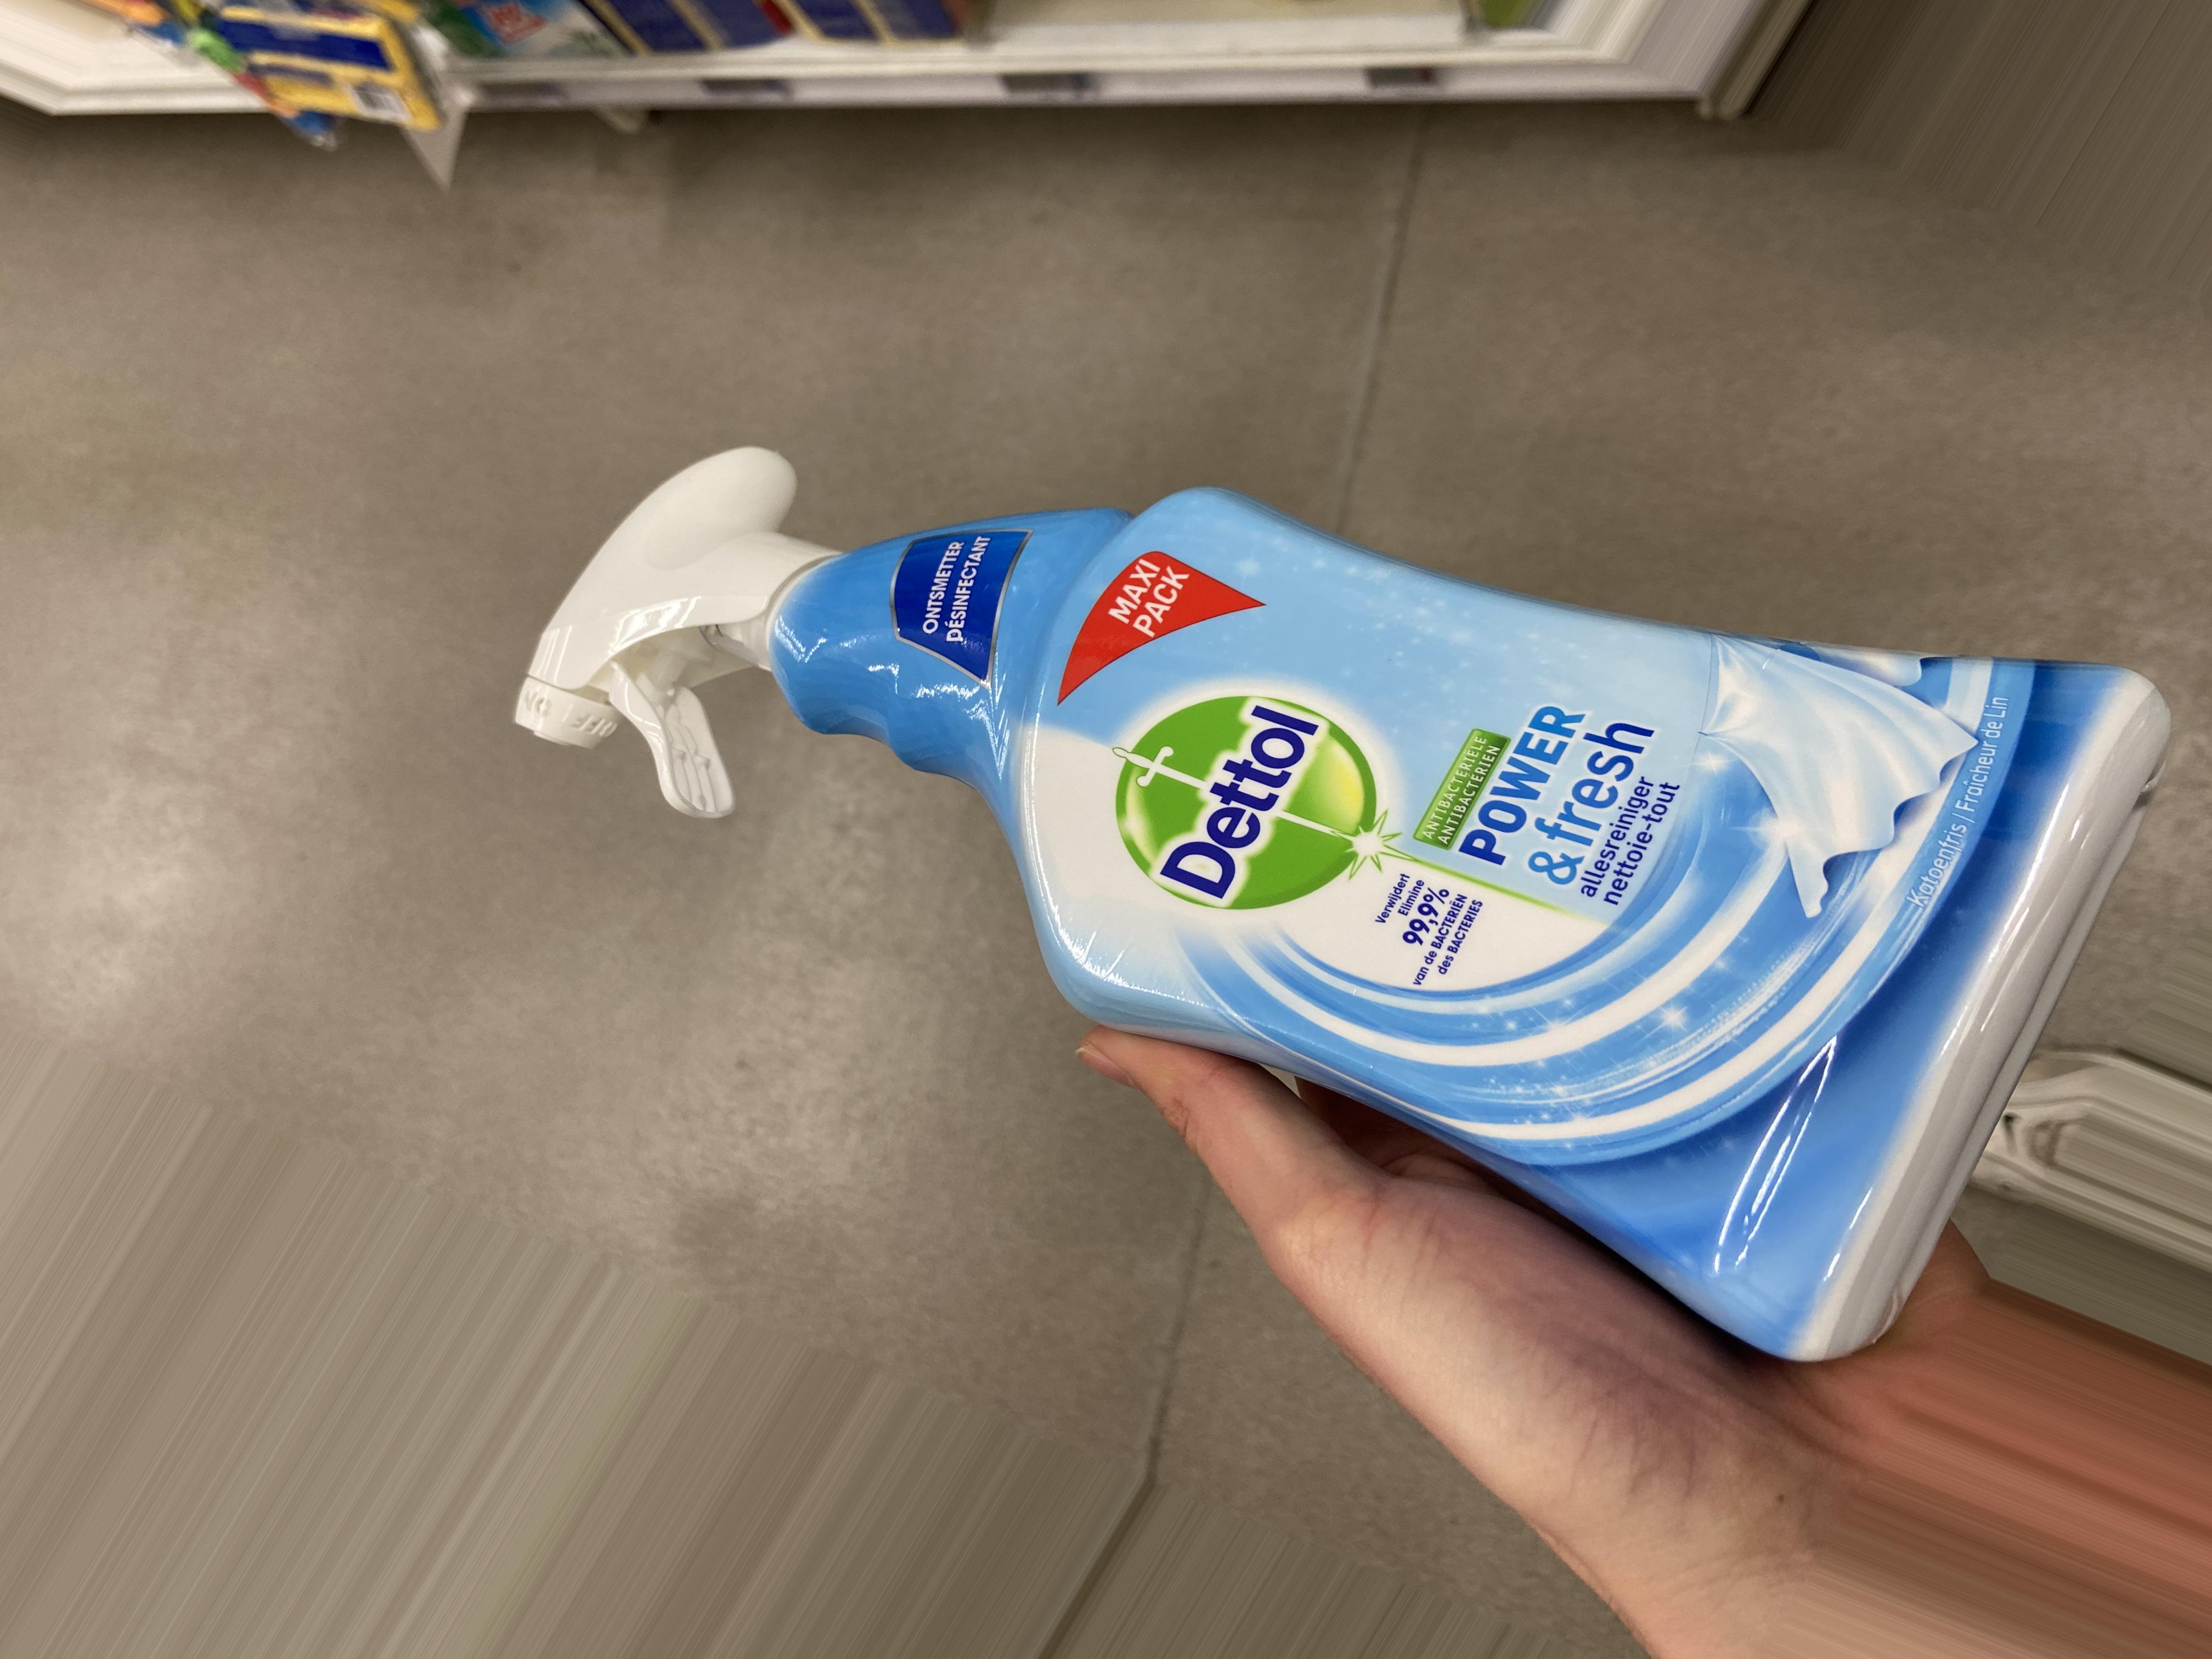 ONTSMETTER
DÉSINFECTANT
MAXI
PACK
Dettol
ANTIBACTERIËLE
ANTIBACTÉRIEN
POWER
&fresh
allesreiniger
nettoie-tout
Verwijdert
Elimine
99,9%
van de BACTERIËN
des BACTERIES
Katoenfris / Fraîcheur de Lin